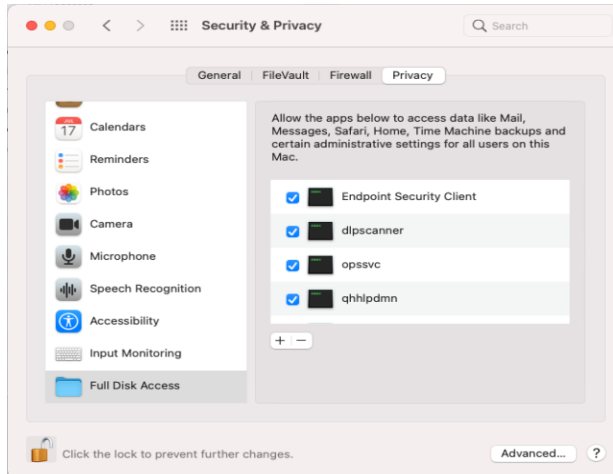 Security & Privacy
Search
General
FileVault
Firewall
Privacy
JUL
17
Calendars
Reminders
Photos
Camera
Microphone
Speech Recognition
Accessibility
Input Monitoring
Full Disk Access
Allow the apps below to access data like Mail,
Messages, Safari, Home, Time Machine backups and
certain administrative settings for all users on this
Mac.
Endpoint Security Client
dlpscanner
opssvc
qhhlpdmn
+ −
Click the lock to prevent further changes.
Advanced...
?